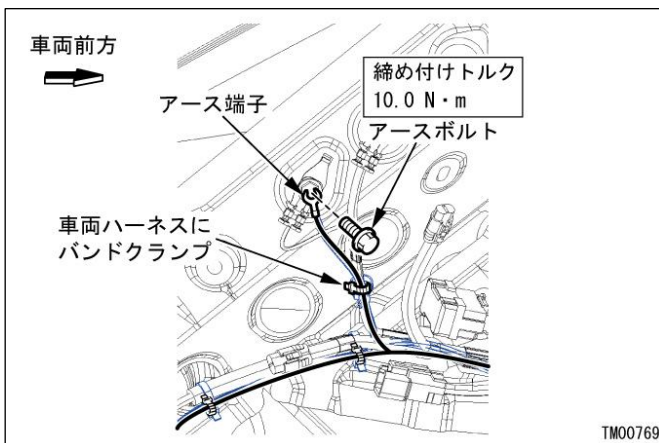 車両前方
締め付けトルク
10.0 N・m
アース端子
アースボルト
車両ハーネスに
バンドクランプ
TM00769